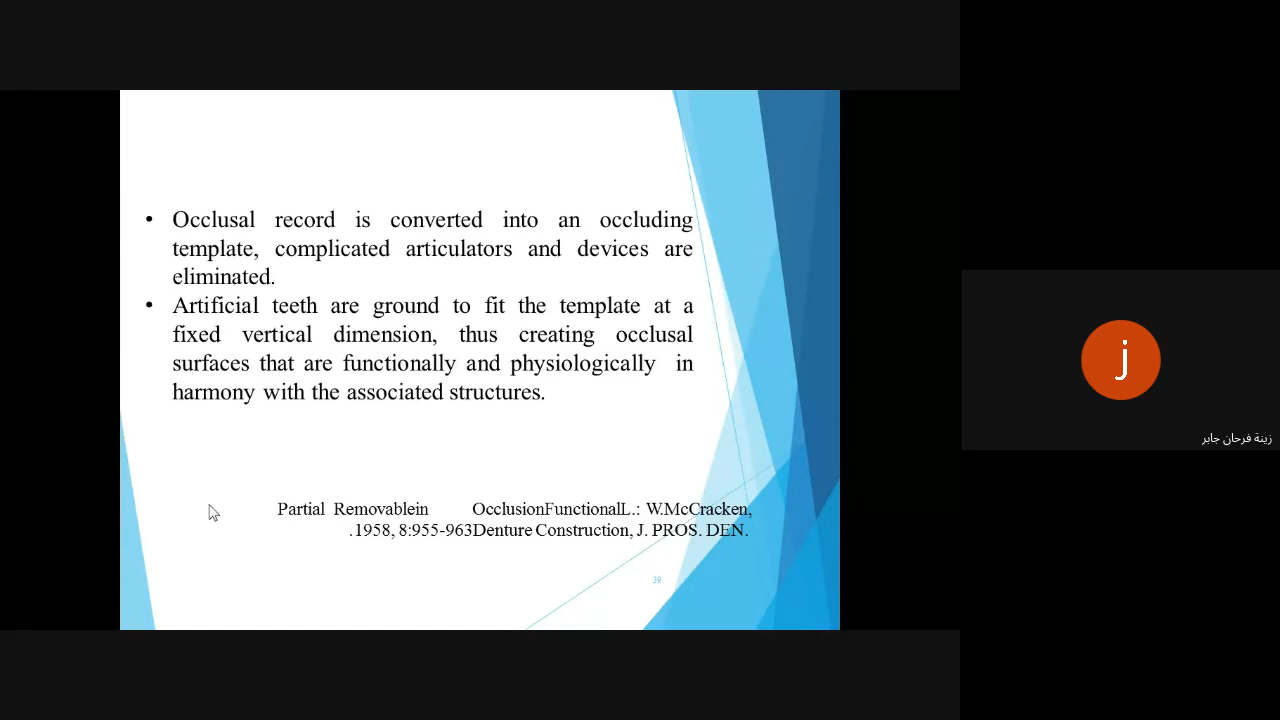 • Occlusal record is converted into an occluding
template, complicated articulators and devices are
eliminated.
• Artificial teeth are ground to fit the template at a
fixed vertical dimension, thus creating occlusal
surfaces that are functionally and physiologically in
harmony with the associated structures.
Partial Removablein OcclusionFunctionalL.: W.McCracken,
.1958, 8:955-963Denture Construction, J. PROS. DEN.
39
j
زينة فرحان جابر